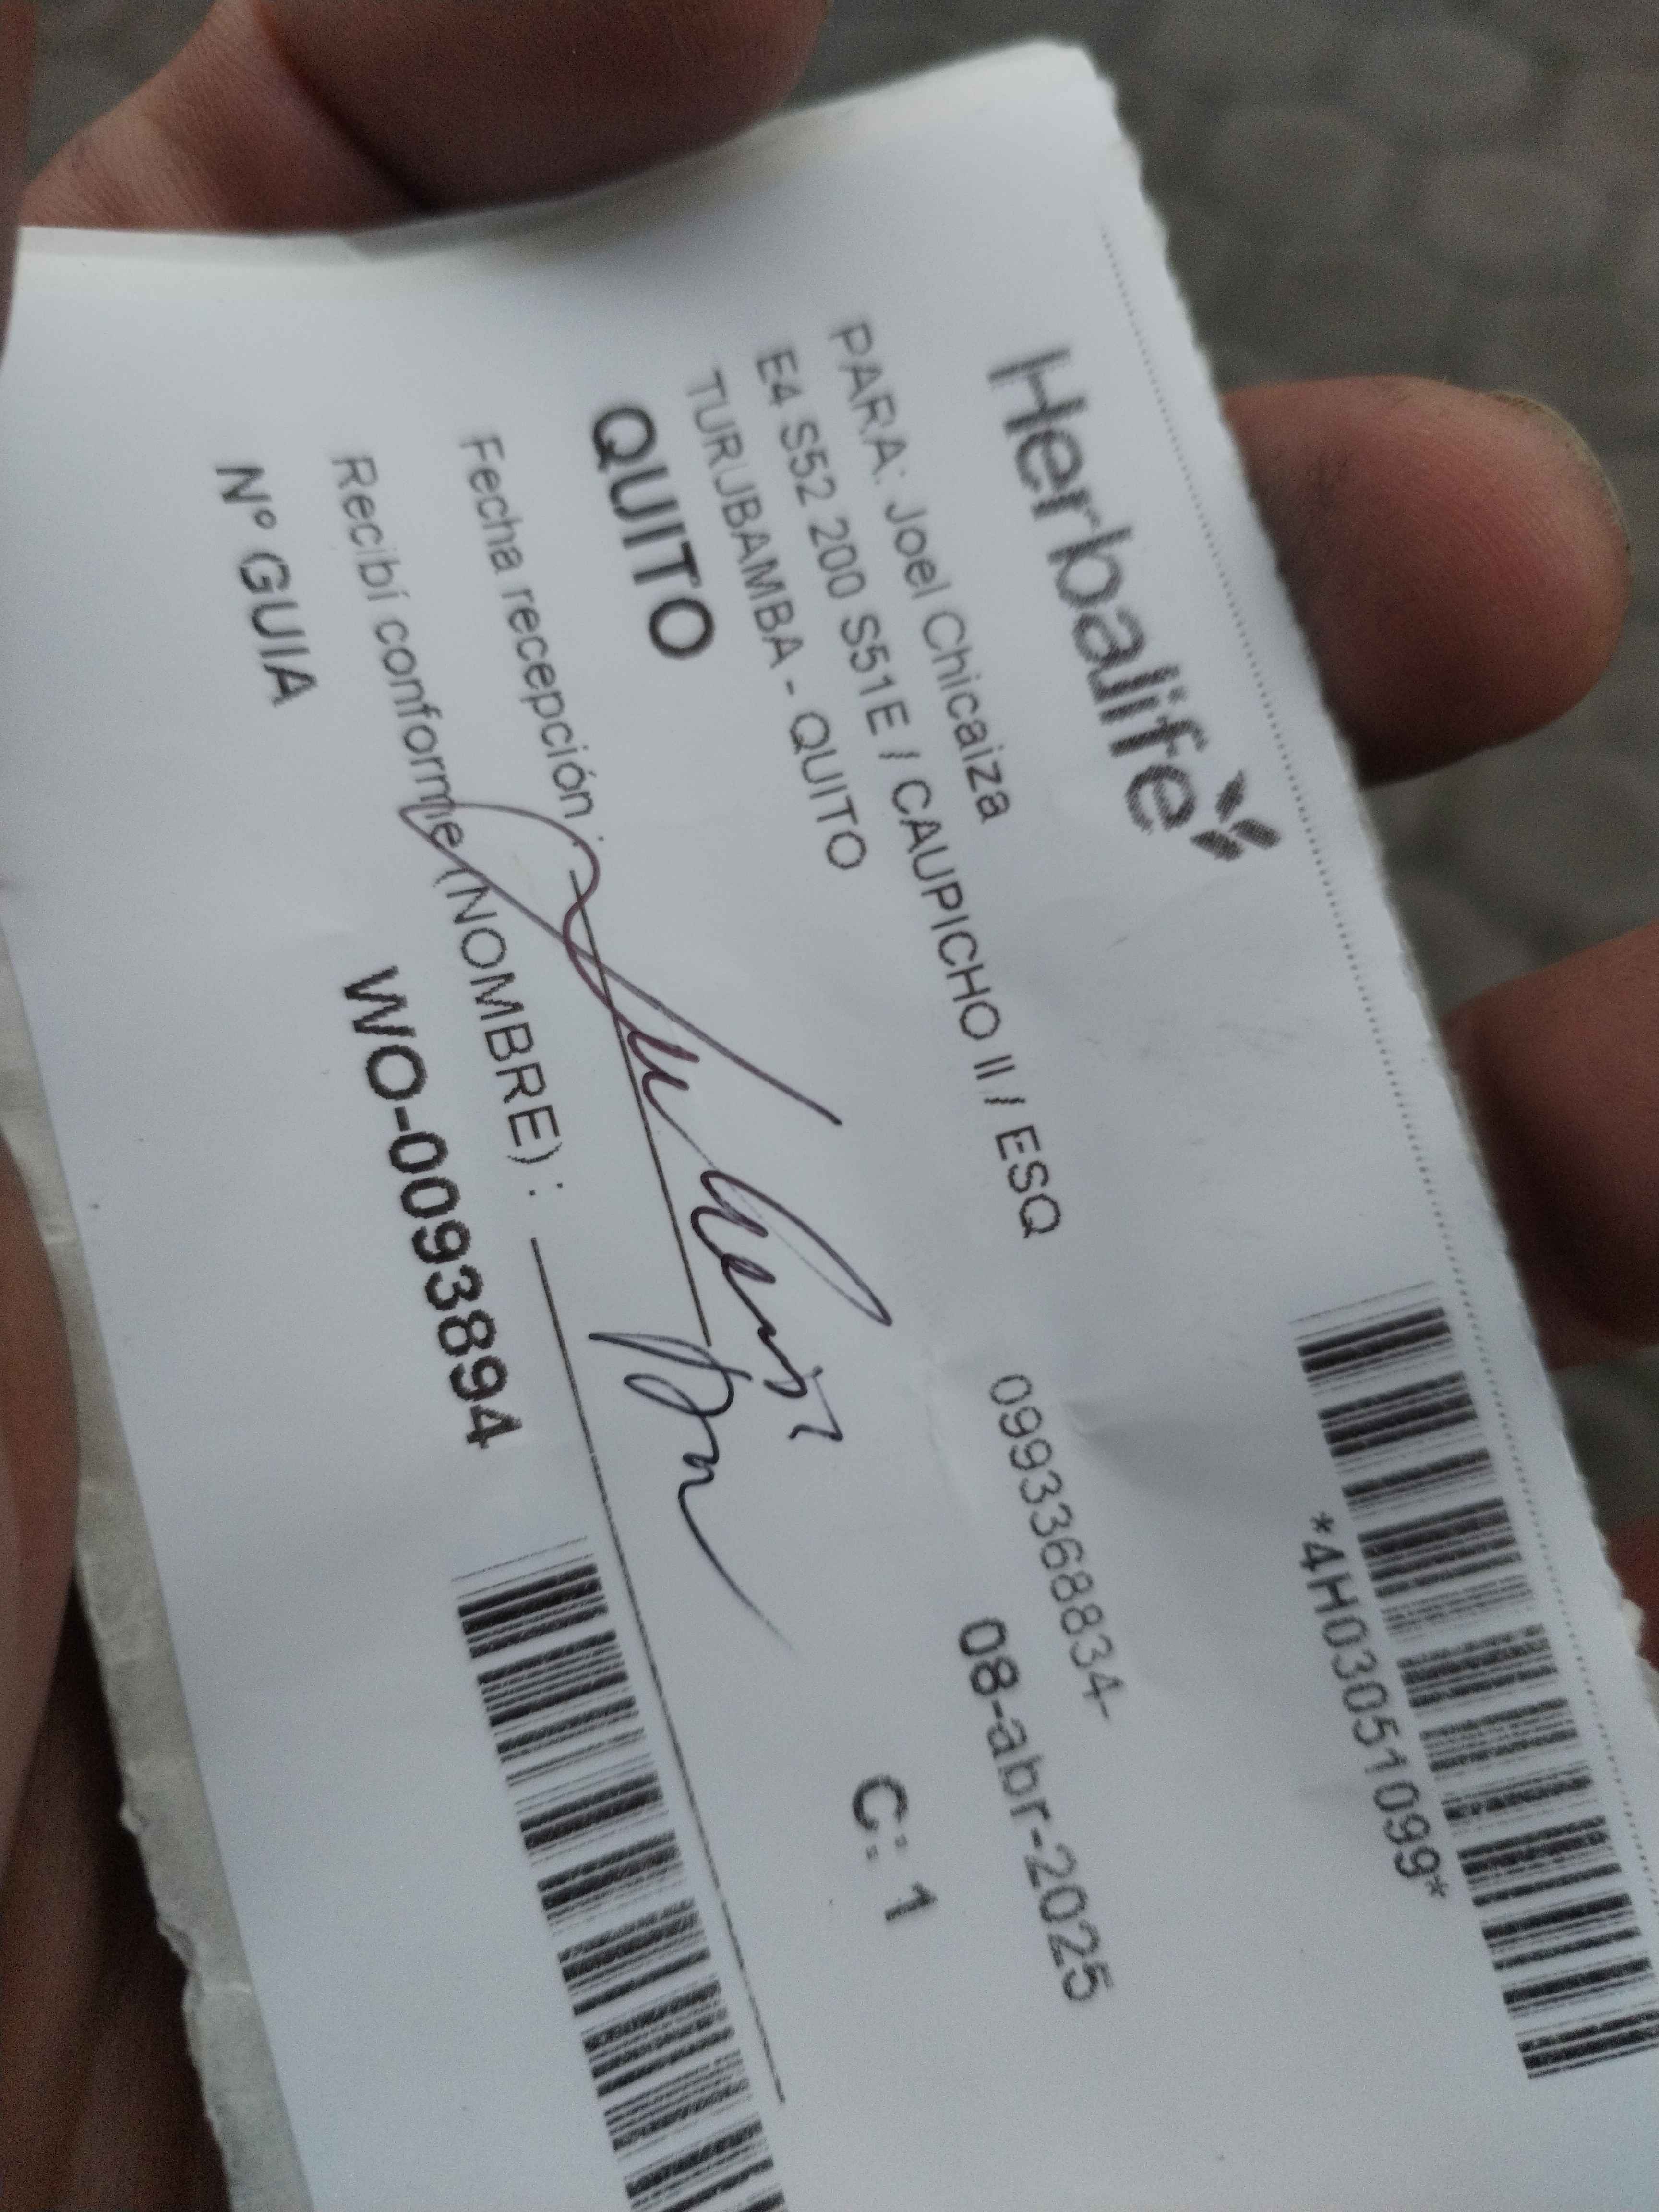 Herbalife
*4H03051099*
PARA: Joel Chicaiza
E4 S52 200 S51E / CAUPICHO II / ESQ
0993368834-
TURUBAMBA - QUITO
08-abr-2025
QUITO
C: 1
Fecha recepción :
Recibí conforme (NOMBRE) :
Nº GUIA
WO-0093894